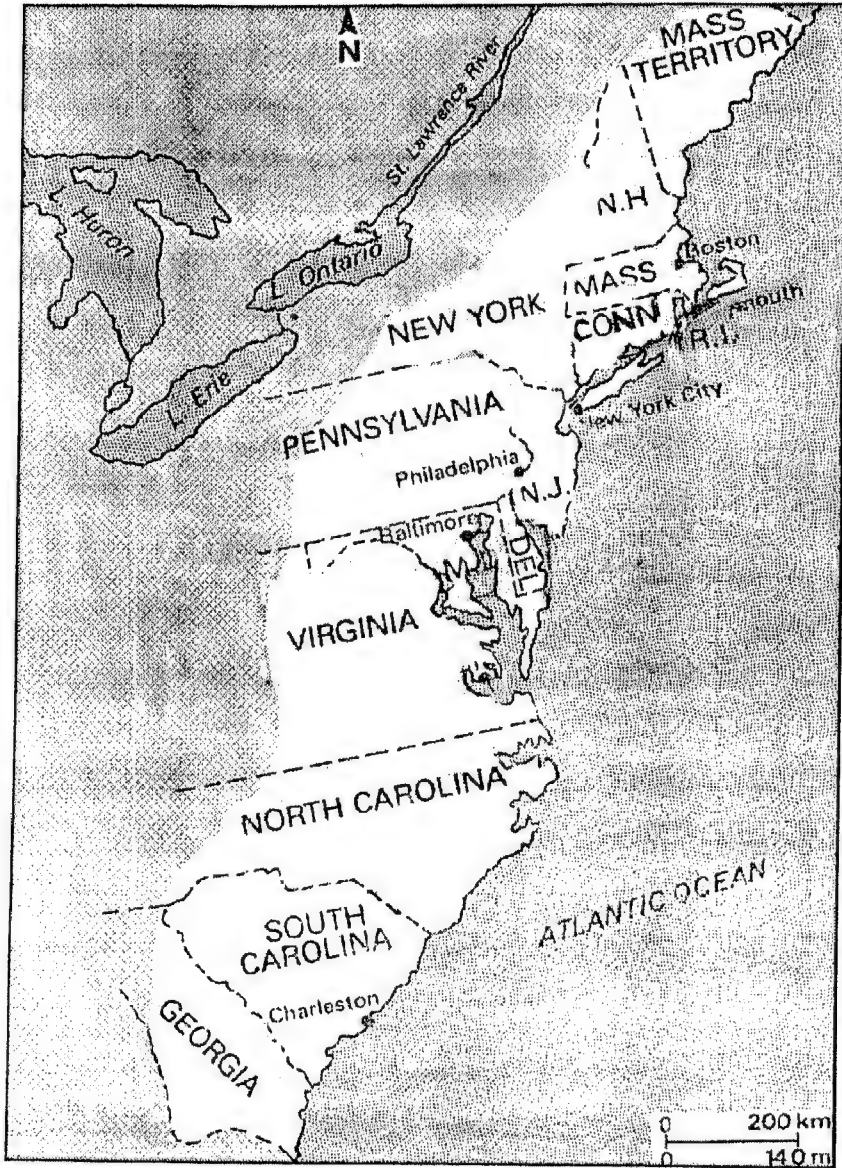 N
MASS
TERRITORY
St. Lawrence River
Huron
L. Ontario
N.H
Boston
MASS
NEW YORK
CONN
R.I.
L. Erie
New York City
PENNSYLVANIA
Philadelphia
N.J.
Baltimore
DEL
VIRGINIA
NORTH CAROLINA
ATLANTIC OCEAN
SOUTH
CAROLINA
Charleston
GEORGIA
0 200 km
0 140 m